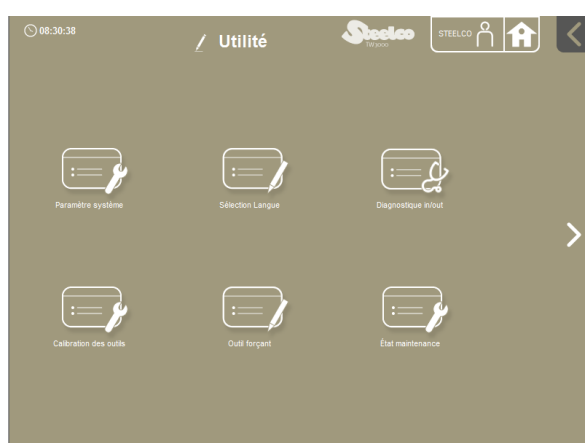 08:30:38
Utilité
Steelco
TW3000
STEELCO
Paramètre système
Sélection Langue
Diagnostique in/out
Calibration des outils
Outil forçant
État maintenance